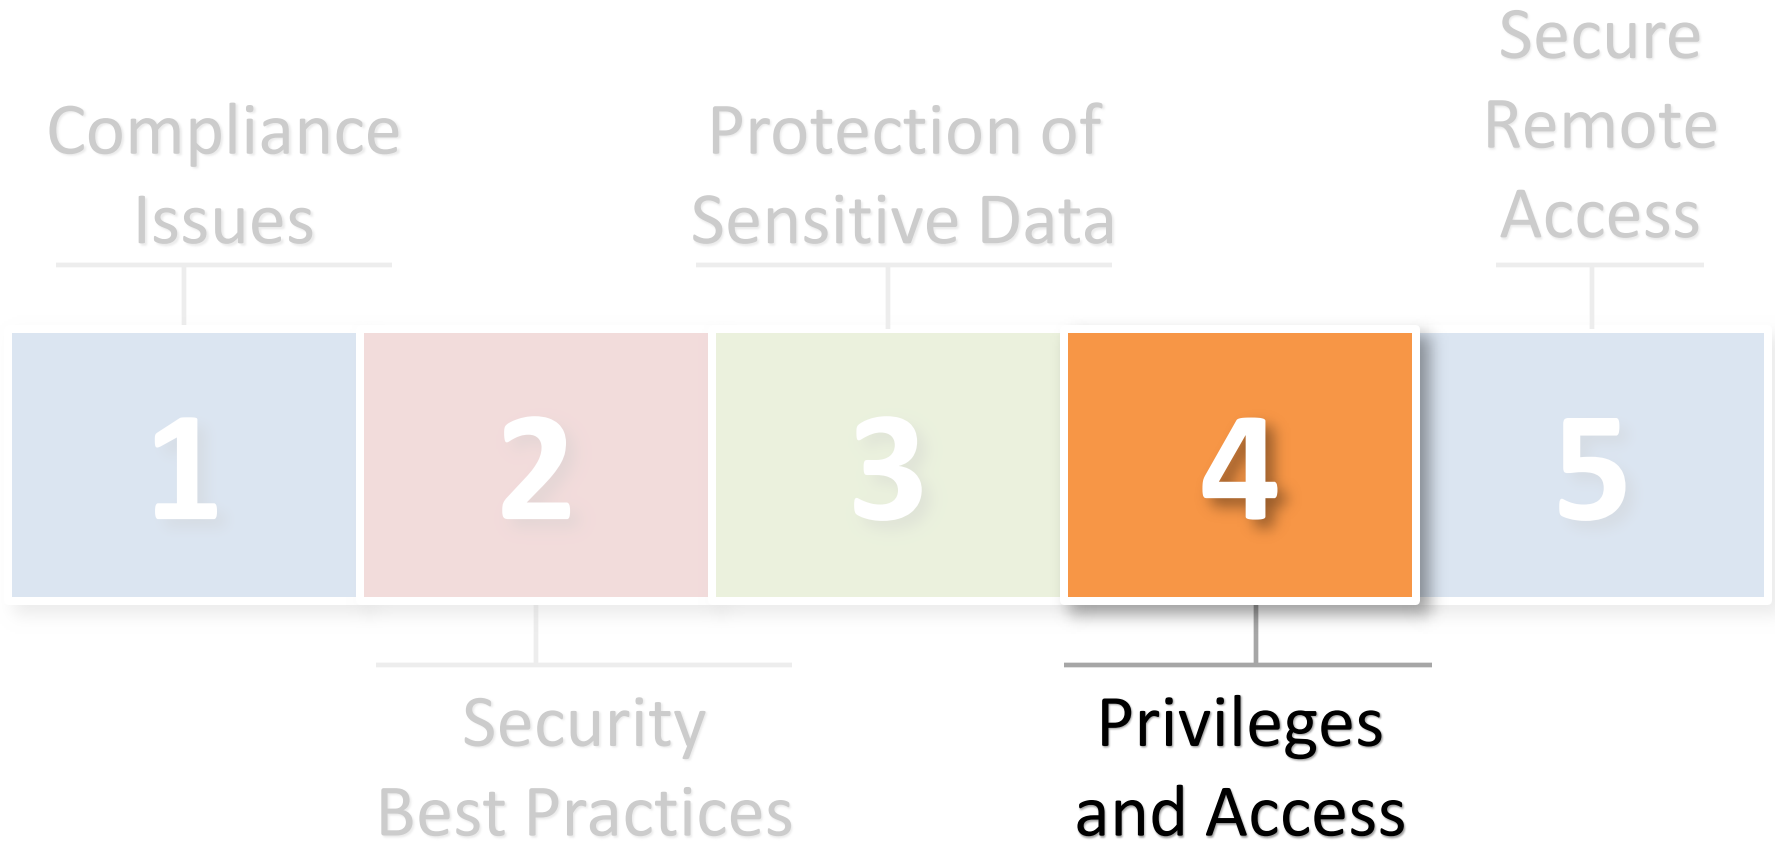 Compliance
Issues
Protection of
Sensitive Data
Secure
Remote
Access
1
2
3
4
5
Security
Best Practices
Privileges
and Access